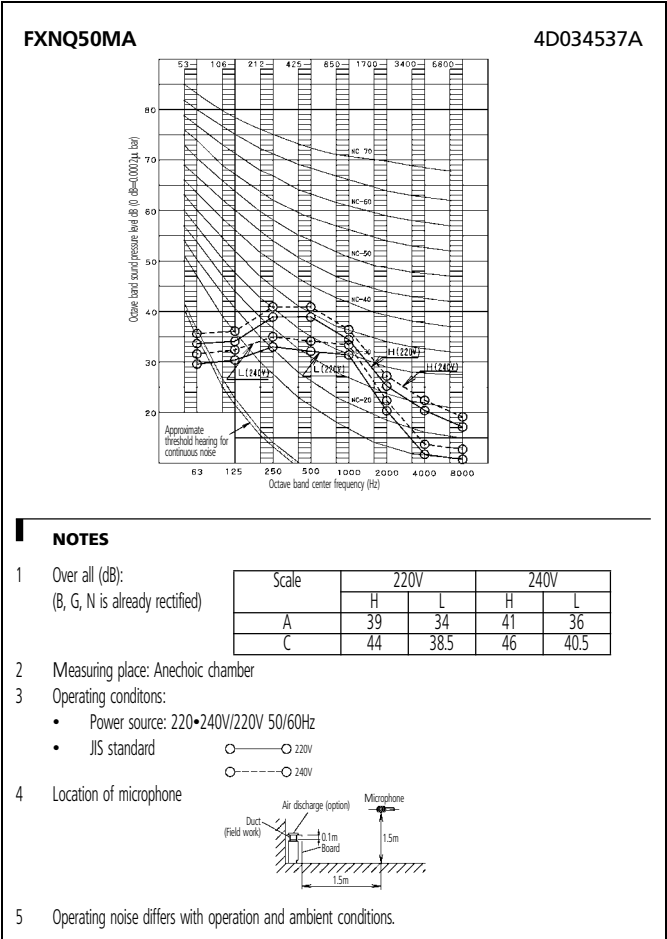 FXNQ50MA 4D034537A
53 106 212 425 850 1700 3400 6800
Octave band sound pressure level dB (0 dB=0.0002μ bar)
80
70
60
50
40
30
20
NC-70
NC-60
NC-50
NC-40
30
NC-20
H(220V)
H(240V)
L(240V)
L(220V)
Approximate
threshold hearing for
continuous noise
63 125 250 500 1000 2000 4000 8000
Octave band center frequency (Hz)
NOTES
1 Over all (dB):
(B, G, N is already rectified)
Scale 220V 240V
H L H L
A 39 34 41 36
C 44 38.5 46 40.5
2 Measuring place: Anechoic chamber
3 Operating conditons:
• Power source: 220•240V/220V 50/60Hz
• JIS standard
220V
240V
4 Location of microphone
Air discharge (option)
Microphone
Duct
(Field work)
0.1m
Board
1.5m
1.5m
5 Operating noise differs with operation and ambient conditions.